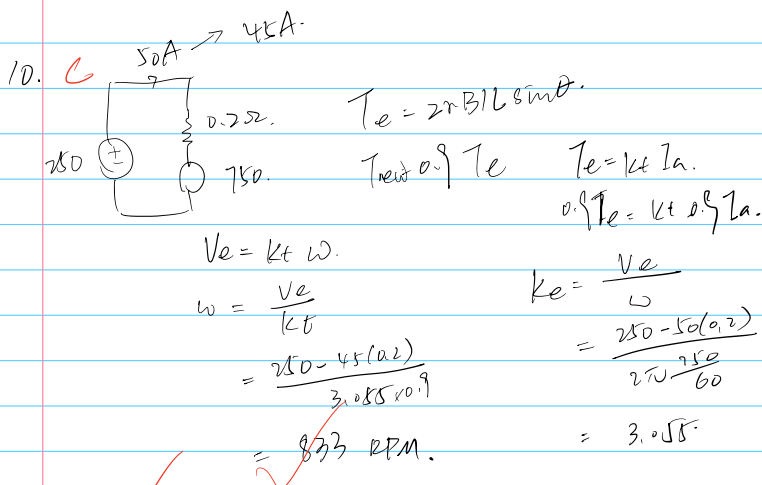 50A → 45A.
10. C
0.2Ω.
250
±
750.
Te = 2rBIL sinθ.
Tnew 0.9 Te
Te = kt Ia.
0.9 Te = kt 0.9 Ia.
Ve = kt ω.
ω = Ve / kt
= 250 - 45(0.2) / 3.055x0.9
= 833 RPM.
ke = Ve / ω
= 250 - 50(0.2) / 2π 750/60
= 3.055.